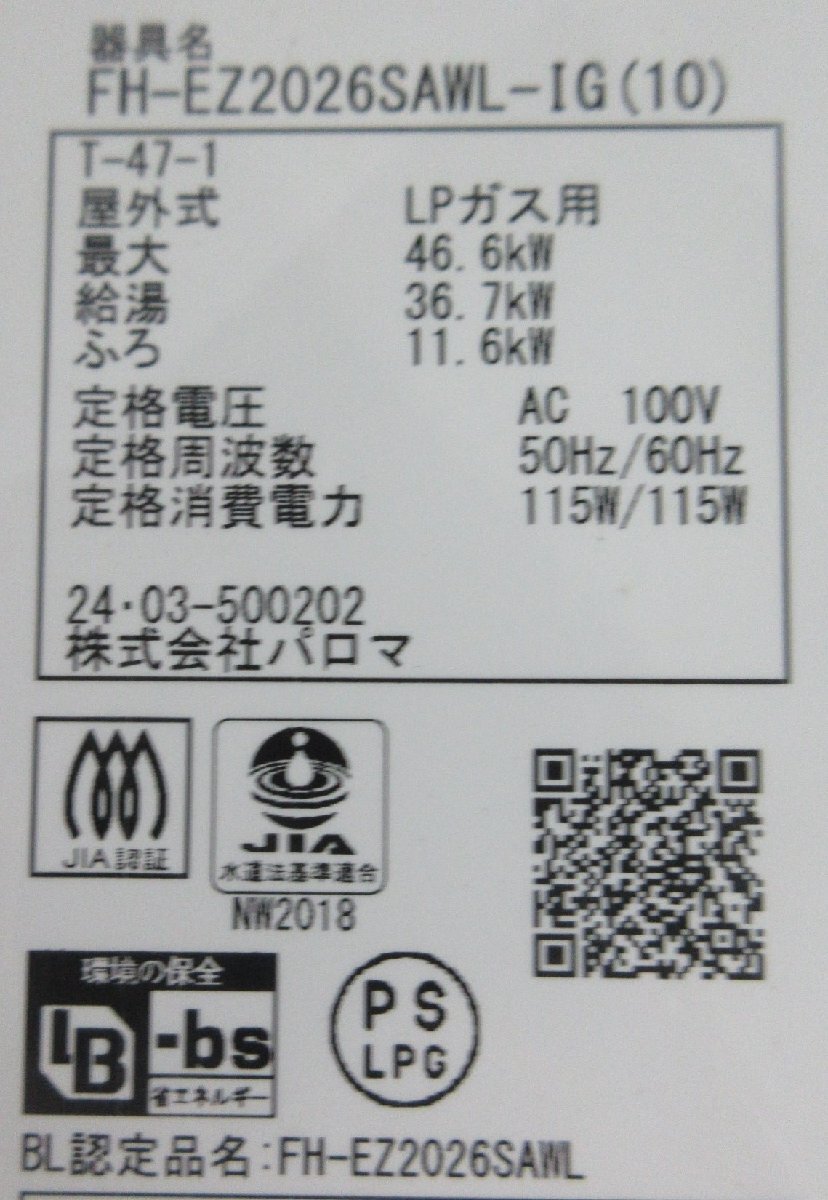 器具名
FH-EZ2026SAWL-IG(10)
T-47-1
屋外式 LPガス用
最大 46.6kW
給湯 36.7kW
ふろ 11.6kW
定格電圧 AC 100V
定格周波数 50Hz/60Hz
定格消費電力 115W/115W
24・03-500202
株式会社パロマ
JIA認証
JIA
水道法基準適合
NW2018
環境の保全
LB
-bs
省エネルギー
PS
LPG
BL認定品名:FH-EZ2026SAWL